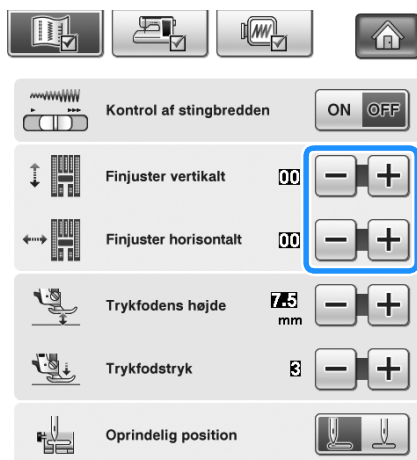 Kontrol af stingbredden ON OFF
Finjuster vertikalt 00 − +
Finjuster horisontalt 00 − +
Trykfodens højde 7.5 mm − +
Trykfodstryk 3 − +
Oprindelig position